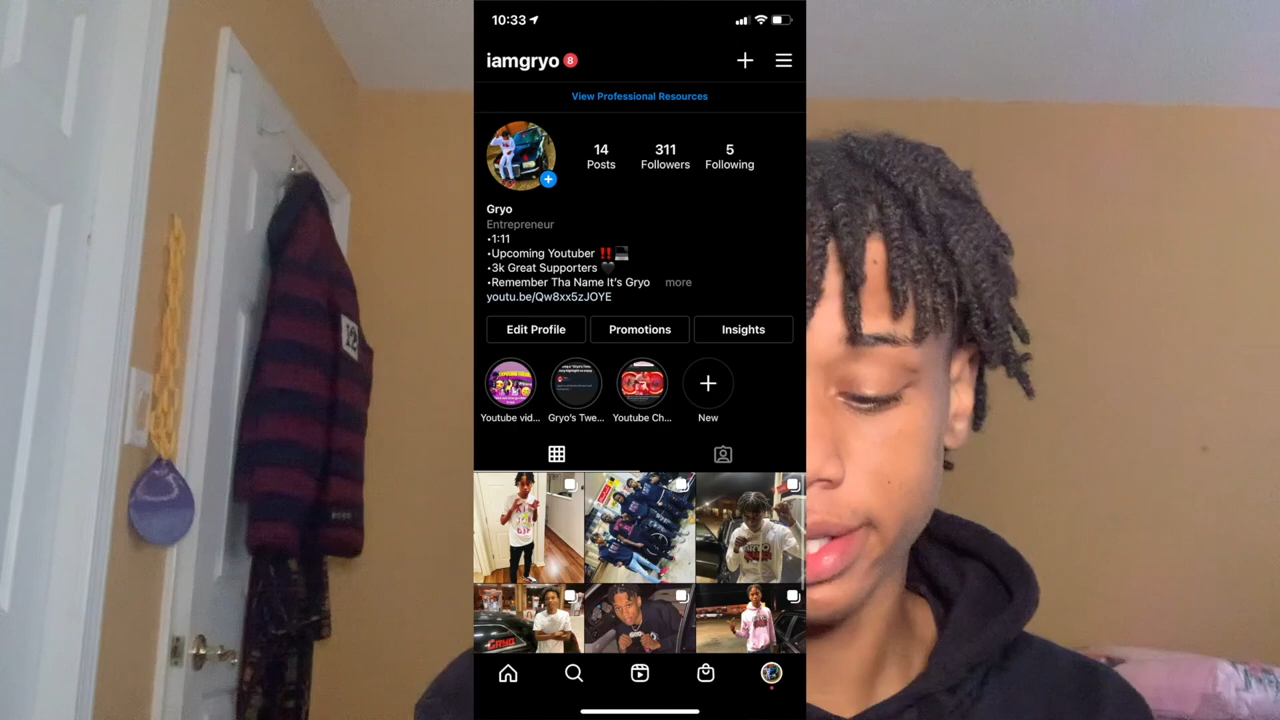 10:33
iamgryo 8
View Professional Resources
14 311 5
Posts Followers Following
Gryo
Entrepreneur
•1:11
•Upcoming Youtuber ‼️💻
•3k Great Supporters 🖤
•Remember Tha Name It’s Gryo more
youtu.be/Qw8xx5zJOYE
Edit Profile Promotions Insights
Youtube vid... Gryo's Twe... Youtube Ch... New
12
GRYO
GRYO